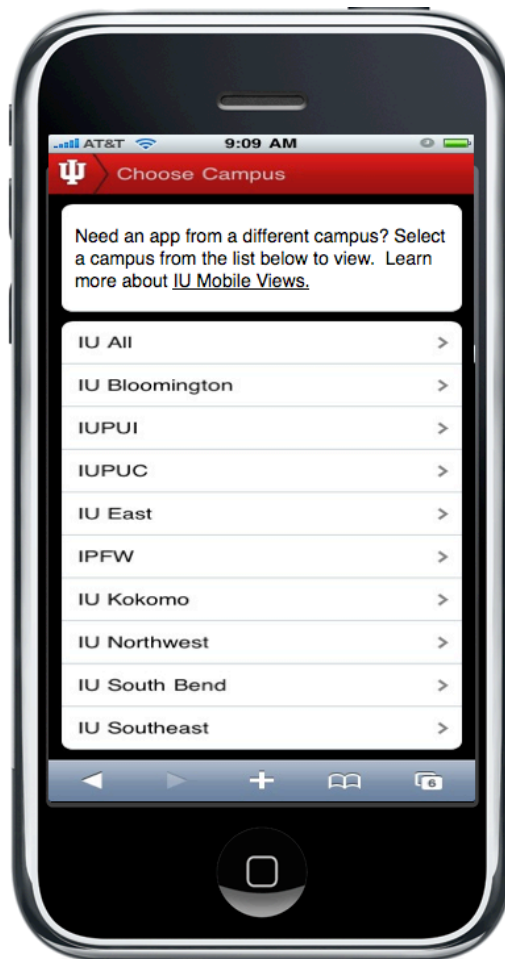 AT&T 9:09 AM
Choose Campus
Need an app from a different campus? Select
a campus from the list below to view.  Learn
more about IU Mobile Views.
IU All >
IU Bloomington >
IUPUI >
IUPUC >
IU East >
IPFW >
IU Kokomo >
IU Northwest >
IU South Bend >
IU Southeast >
6